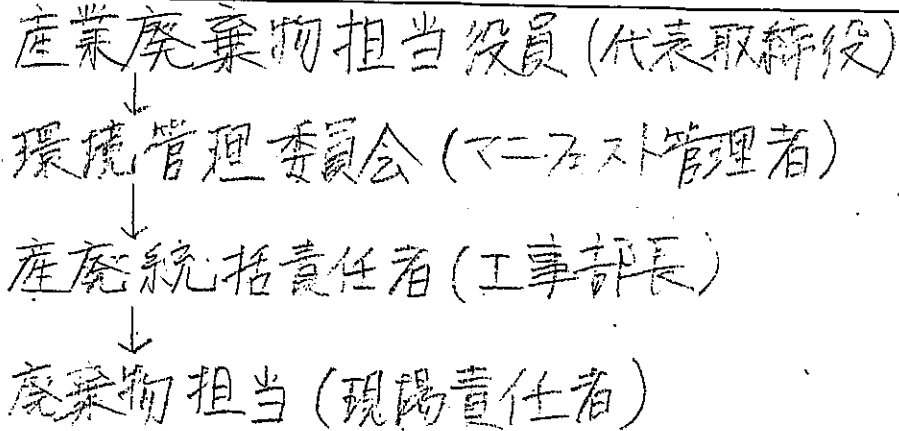 産業廃棄物担当役員(代表取締役)
↓
環境管理委員会(マニフェスト管理者)
↓
産廃統括責任者(工事部長)
↓
廃棄物担当(現場責任者)